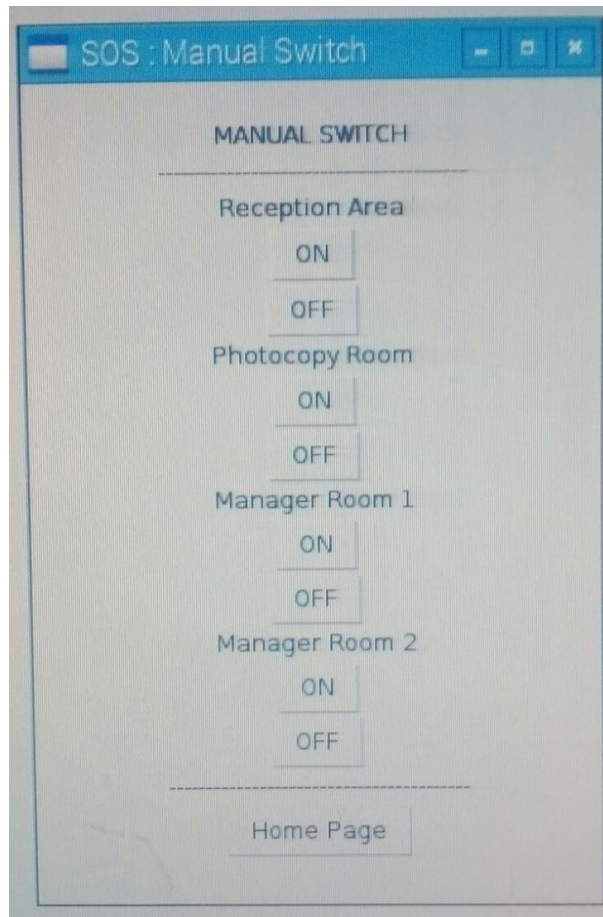 SOS : Manual Switch
MANUAL SWITCH
Reception Area
ON
OFF
Photocopy Room
ON
OFF
Manager Room 1
ON
OFF
Manager Room 2
ON
OFF
Home Page